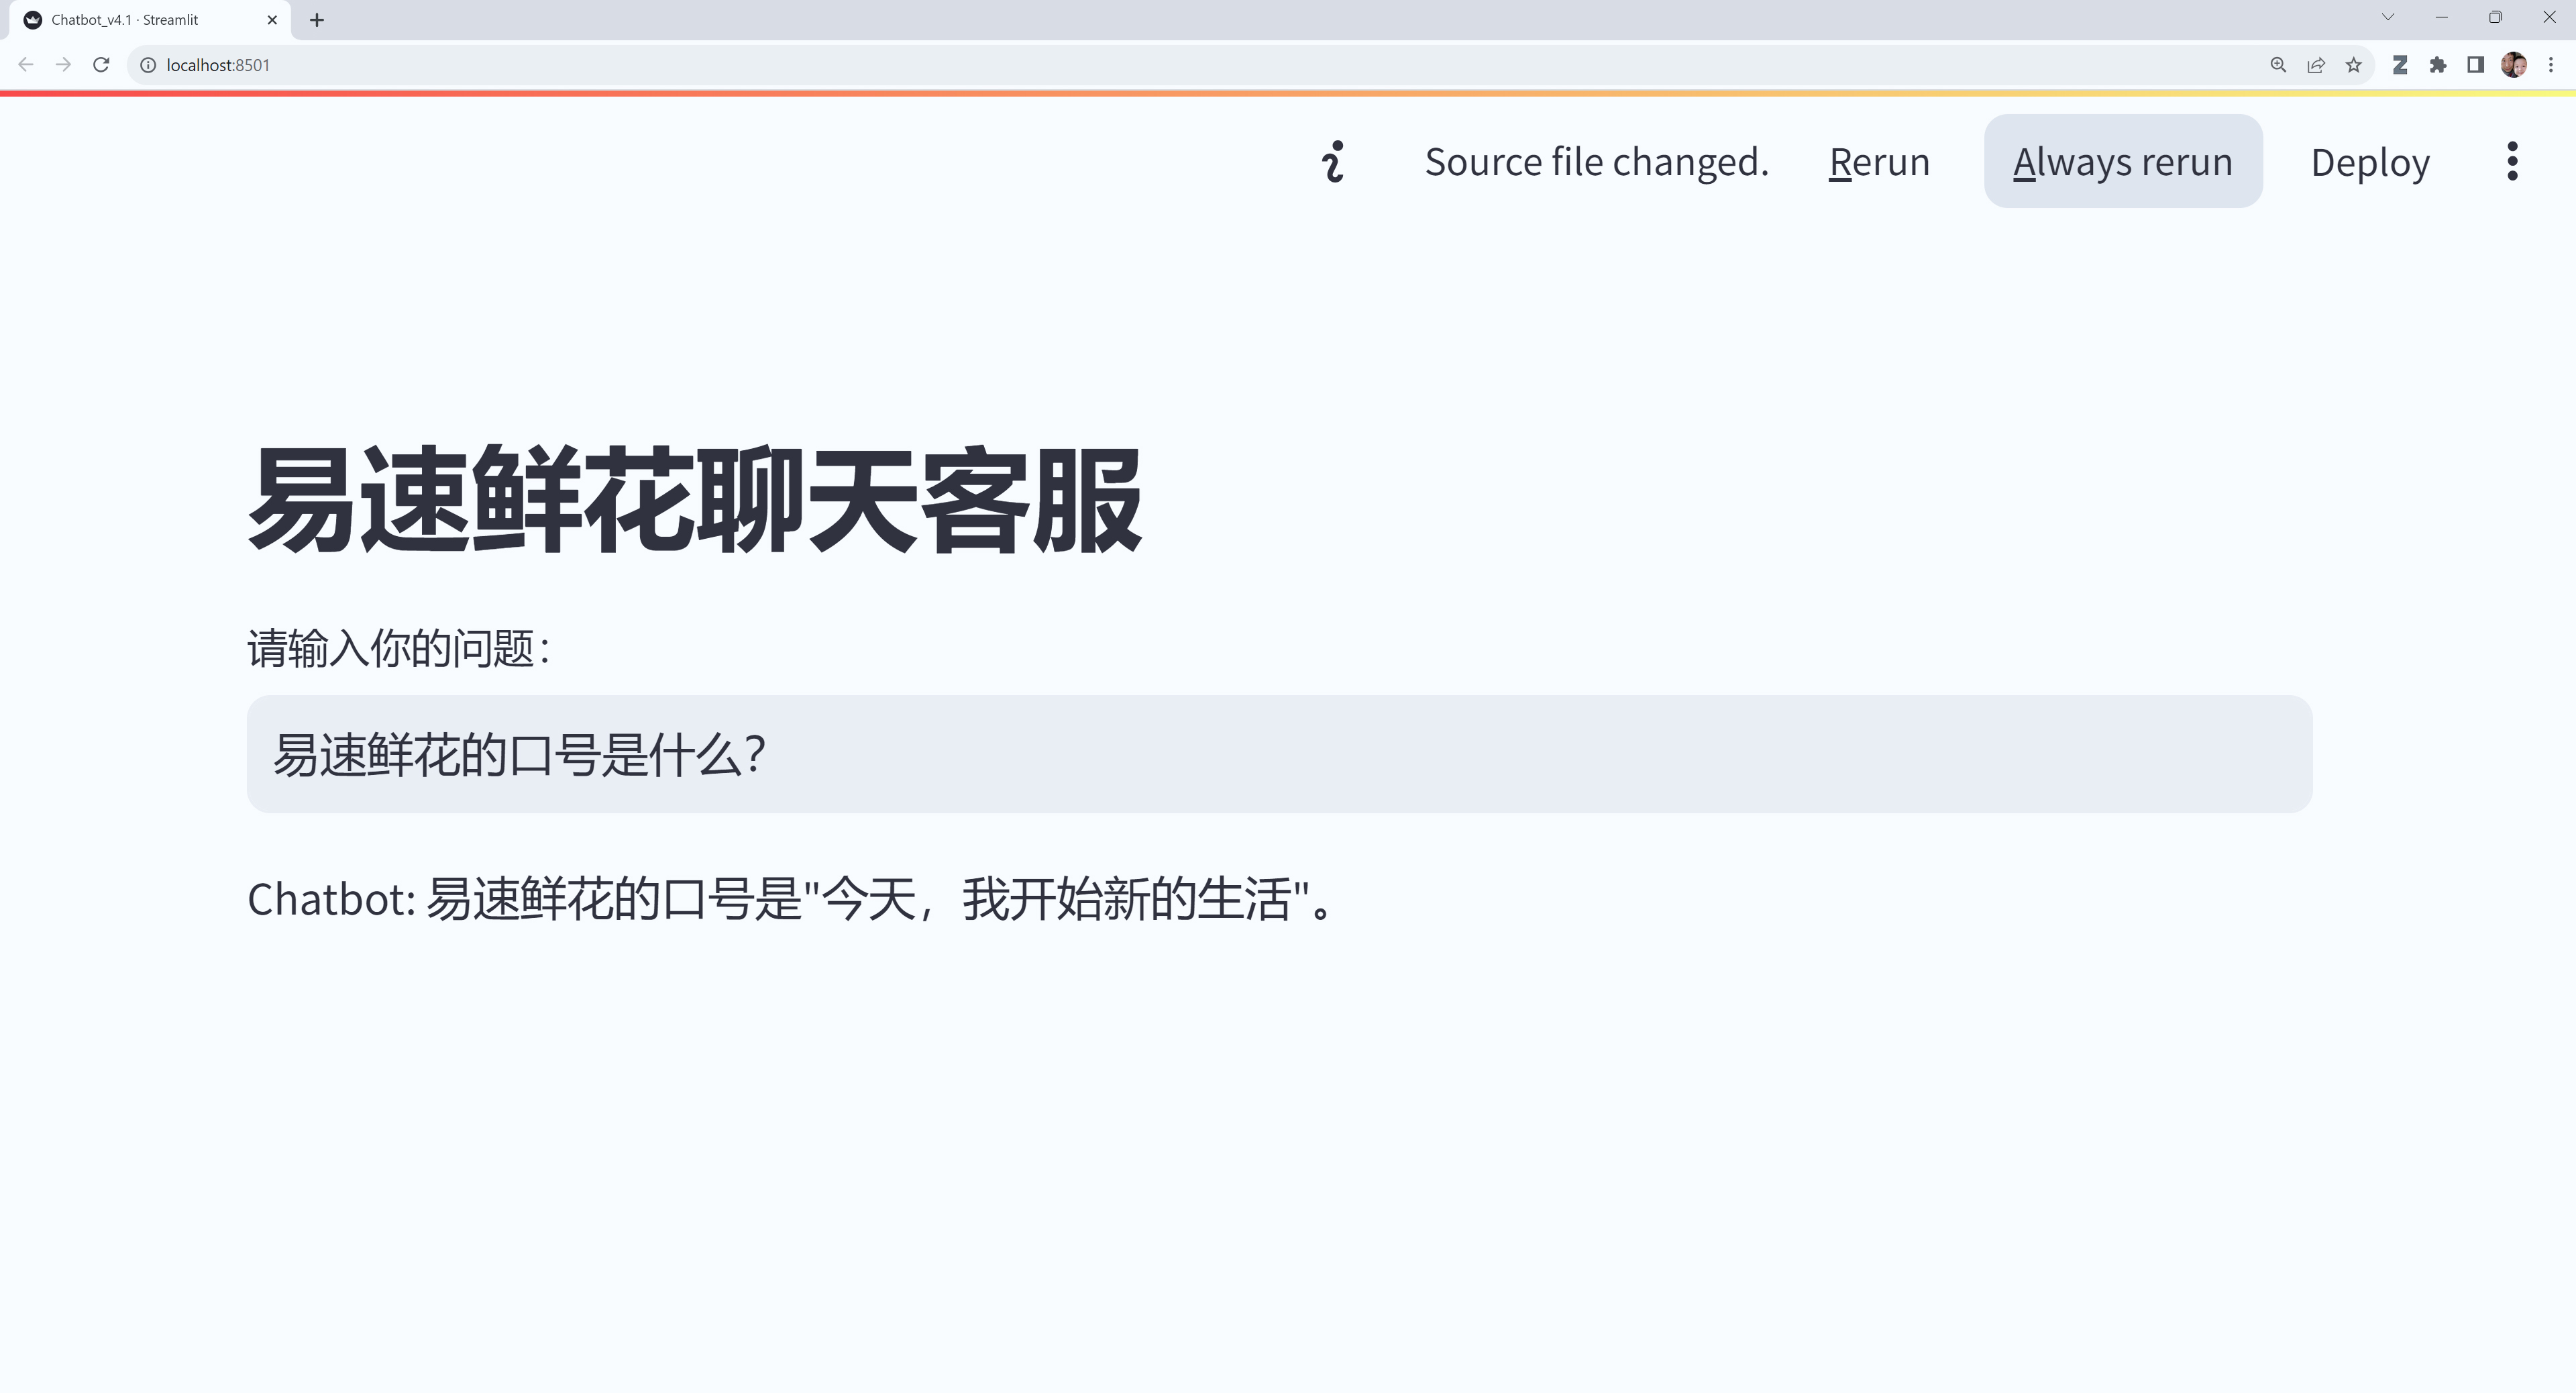 Chatbot_v4.1 · Streamlit
localhost:8501
Source file changed. Rerun Always rerun Deploy
易速鲜花聊天客服
请输入你的问题：
易速鲜花的口号是什么？
Chatbot: 易速鲜花的口号是"今天，我开始新的生活"。